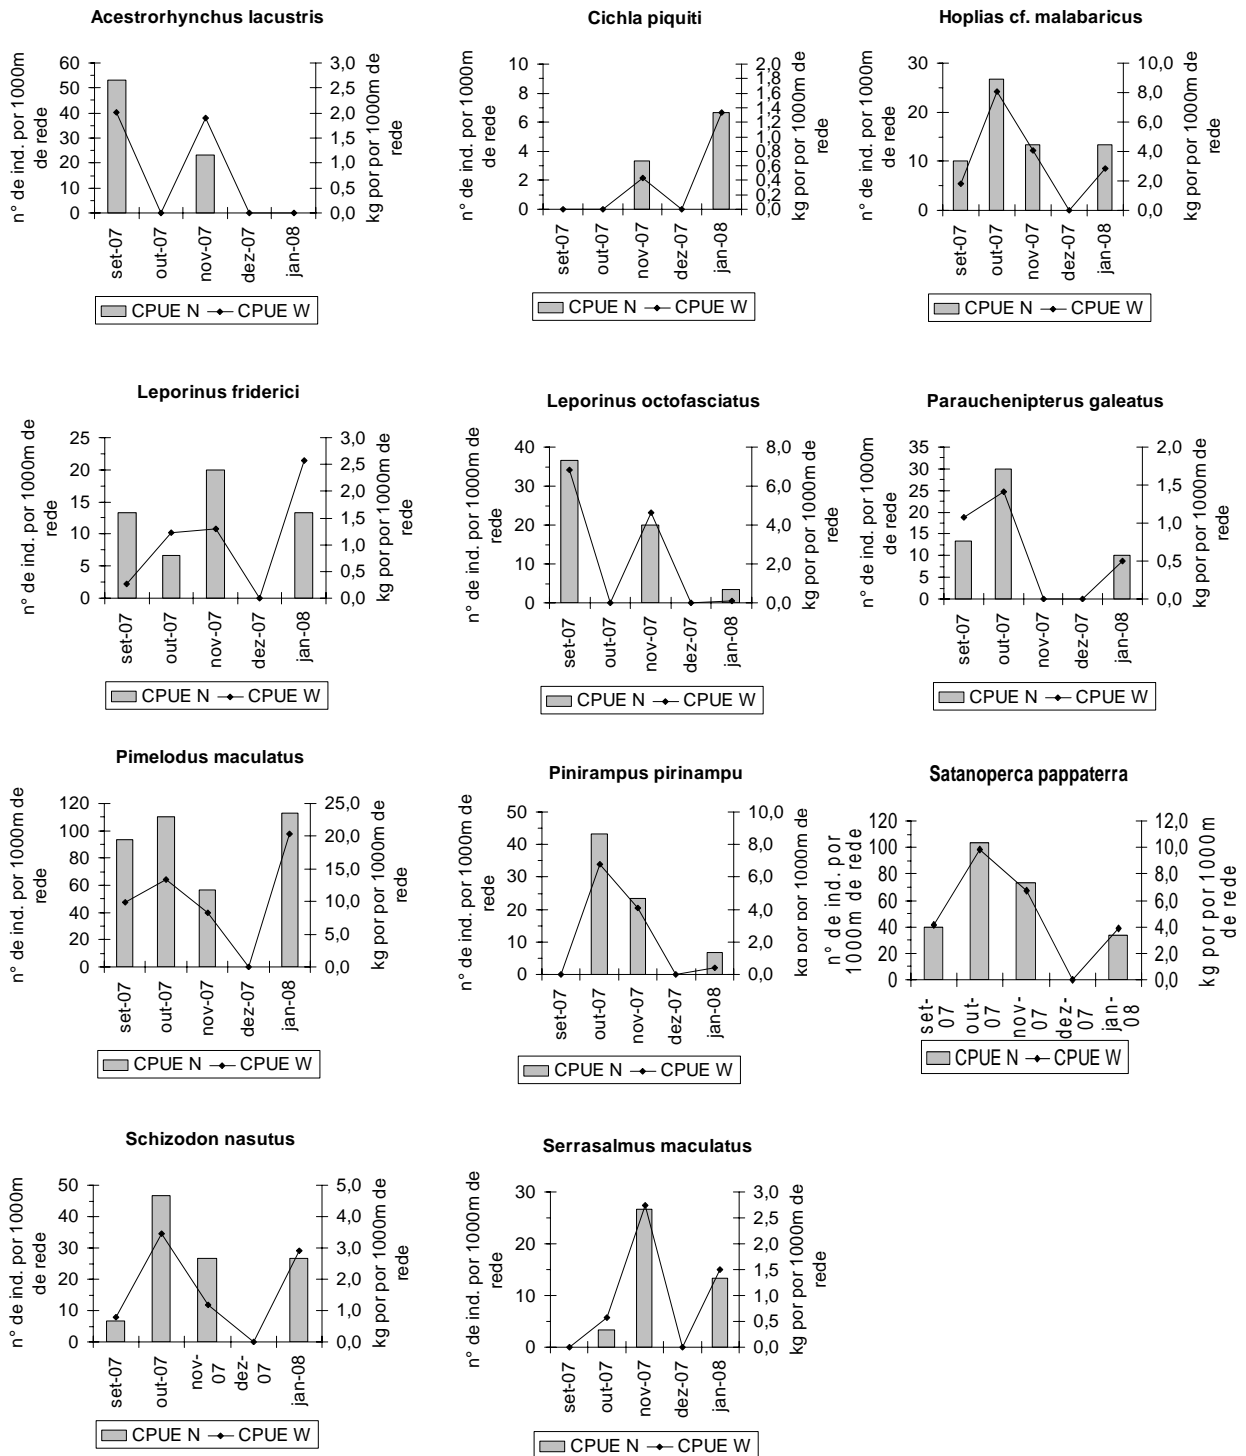 Acestrorhynchus lacustris
n° de ind. por 1000m
de rede
60
50
40
30
20
10
0
3,0
2,5
2,0
1,5
1,0
0,5
0,0
kg por por 1000m de
rede
set-07
out-07
nov-07
dez-07
jan-08
CPUE N
CPUE W
Cichla piquiti
n° de ind. por 1000m
de rede
10
8
6
4
2
0
2,0
1,8
1,6
1,4
1,2
1,0
0,8
0,6
0,4
0,2
0,0
kg por por 1000m de
rede
set-07
out-07
nov-07
dez-07
jan-08
CPUE N
CPUE W
Hoplias cf. malabaricus
n° de ind. por 1000m
de rede
30
20
10
0
10,0
8,0
6,0
4,0
2,0
0,0
kg por por 1000m de
rede
set-07
out-07
nov-07
dez-07
jan-08
CPUE N
CPUE W
Leporinus friderici
n° de ind. por 1000m de
rede
25
20
15
10
5
0
3,0
2,5
2,0
1,5
1,0
0,5
0,0
kg por por 1000m de
rede
set-07
out-07
nov-07
dez-07
jan-08
CPUE N
CPUE W
Leporinus octofasciatus
n° de ind. por 1000m de
rede
40
30
20
10
0
8,0
6,0
4,0
2,0
0,0
kg por por 1000m de
rede
set-07
out-07
nov-07
dez-07
jan-08
CPUE N
CPUE W
Parauchenipterus galeatus
n° de ind. por 1000m
de rede
35
30
25
20
15
10
5
0
2,0
1,5
1,0
0,5
0,0
kg por por 1000m de
rede
set-07
out-07
nov-07
dez-07
jan-08
CPUE N
CPUE W
Pimelodus maculatus
n° de ind. por 1000m de
rede
120
100
80
60
40
20
0
25,0
20,0
15,0
10,0
5,0
0,0
kg por por 1000m de
rede
set-07
out-07
nov-07
dez-07
jan-08
CPUE N
CPUE W
Pinirampus pirinampu
n° de ind. por 1000m de
rede
50
40
30
20
10
0
10,0
8,0
6,0
4,0
2,0
0,0
kg por por 1000m de
rede
set-07
out-07
nov-07
dez-07
jan-08
CPUE N
CPUE W
Satanoperca pappaterra
n° de ind. por
1000m de rede
120
100
80
60
40
20
0
12,0
10,0
8,0
6,0
4,0
2,0
0,0
kg por por 1000m
de rede
set-
07
out-
07
nov-
07
dez-
07
jan-
08
CPUE N
CPUE W
Schizodon nasutus
n° de ind. por 1000m
de rede
50
40
30
20
10
0
5,0
4,0
3,0
2,0
1,0
0,0
kg por por 1000m de
rede
set-07
out-07
nov-
07
dez-
07
jan-08
CPUE N
CPUE W
Serrasalmus maculatus
n° de ind. por 1000m de
rede
30
20
10
0
3,0
2,5
2,0
1,5
1,0
0,5
0,0
kg por por 1000m de
rede
set-07
out-07
nov-07
dez-07
jan-08
CPUE N
CPUE W